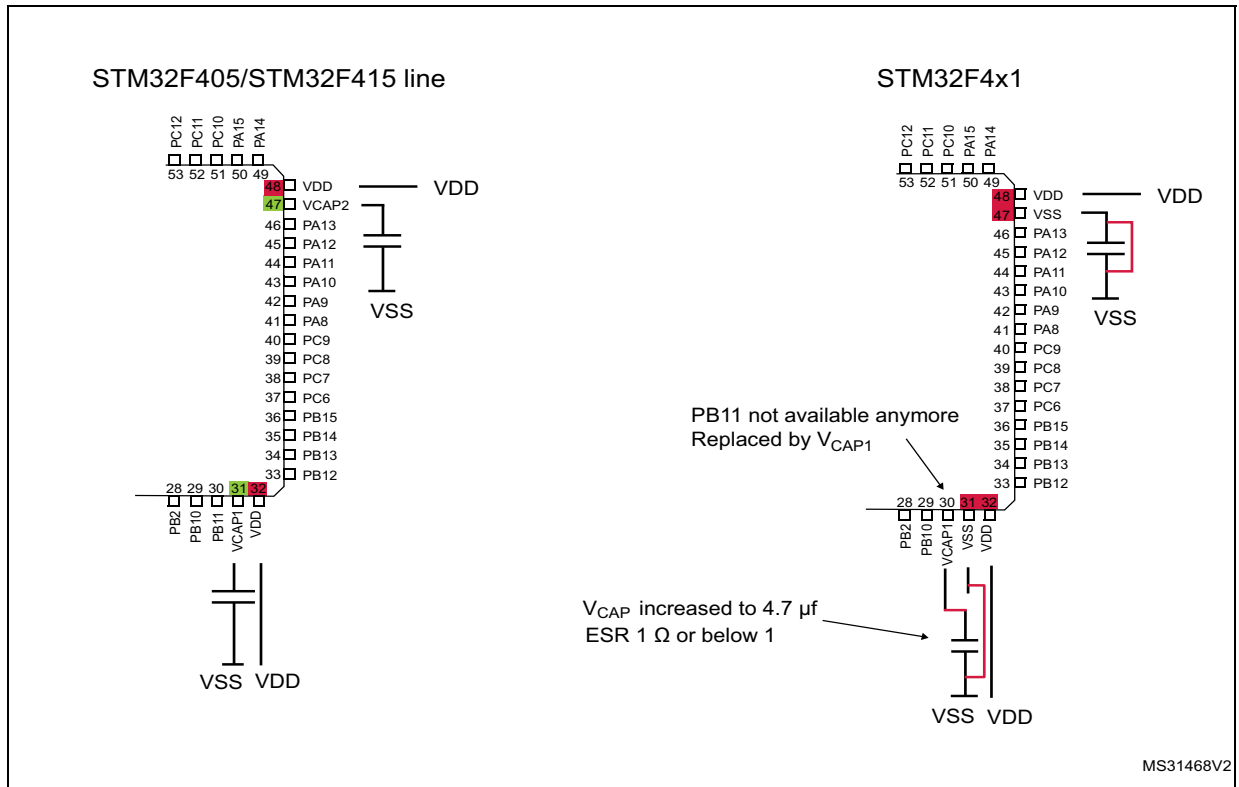 STM32F405/STM32F415 line
PC12 PC11 PC10 PA15 PA14
53 52 51 50 49
48 VDD VDD
47 VCAP2
46 PA13
45 PA12
44 PA11
43 PA10
42 PA9
VSS
41 PA8
40 PC9
39 PC8
38 PC7
37 PC6
36 PB15
35 PB14
34 PB13
33 PB12
28 29 30 31 32
PB2 PB10 PB11 VCAP1 VDD
VSS VDD
STM32F4x1
PC12 PC11 PC10 PA15 PA14
53 52 51 50 49
48 VDD VDD
47 VSS
46 PA13
45 PA12
44 PA11
43 PA10
42 PA9
VSS
41 PA8
40 PC9
39 PC8
38 PC7
37 PC6
36 PB15
35 PB14
34 PB13
33 PB12
PB11 not available anymore
Replaced by VCAP1
28 29 30 31 32
PB2 PB10 VCAP1 VSS VDD
VCAP increased to 4.7 µf
ESR 1 Ω or below 1
VSS VDD
MS31468V2